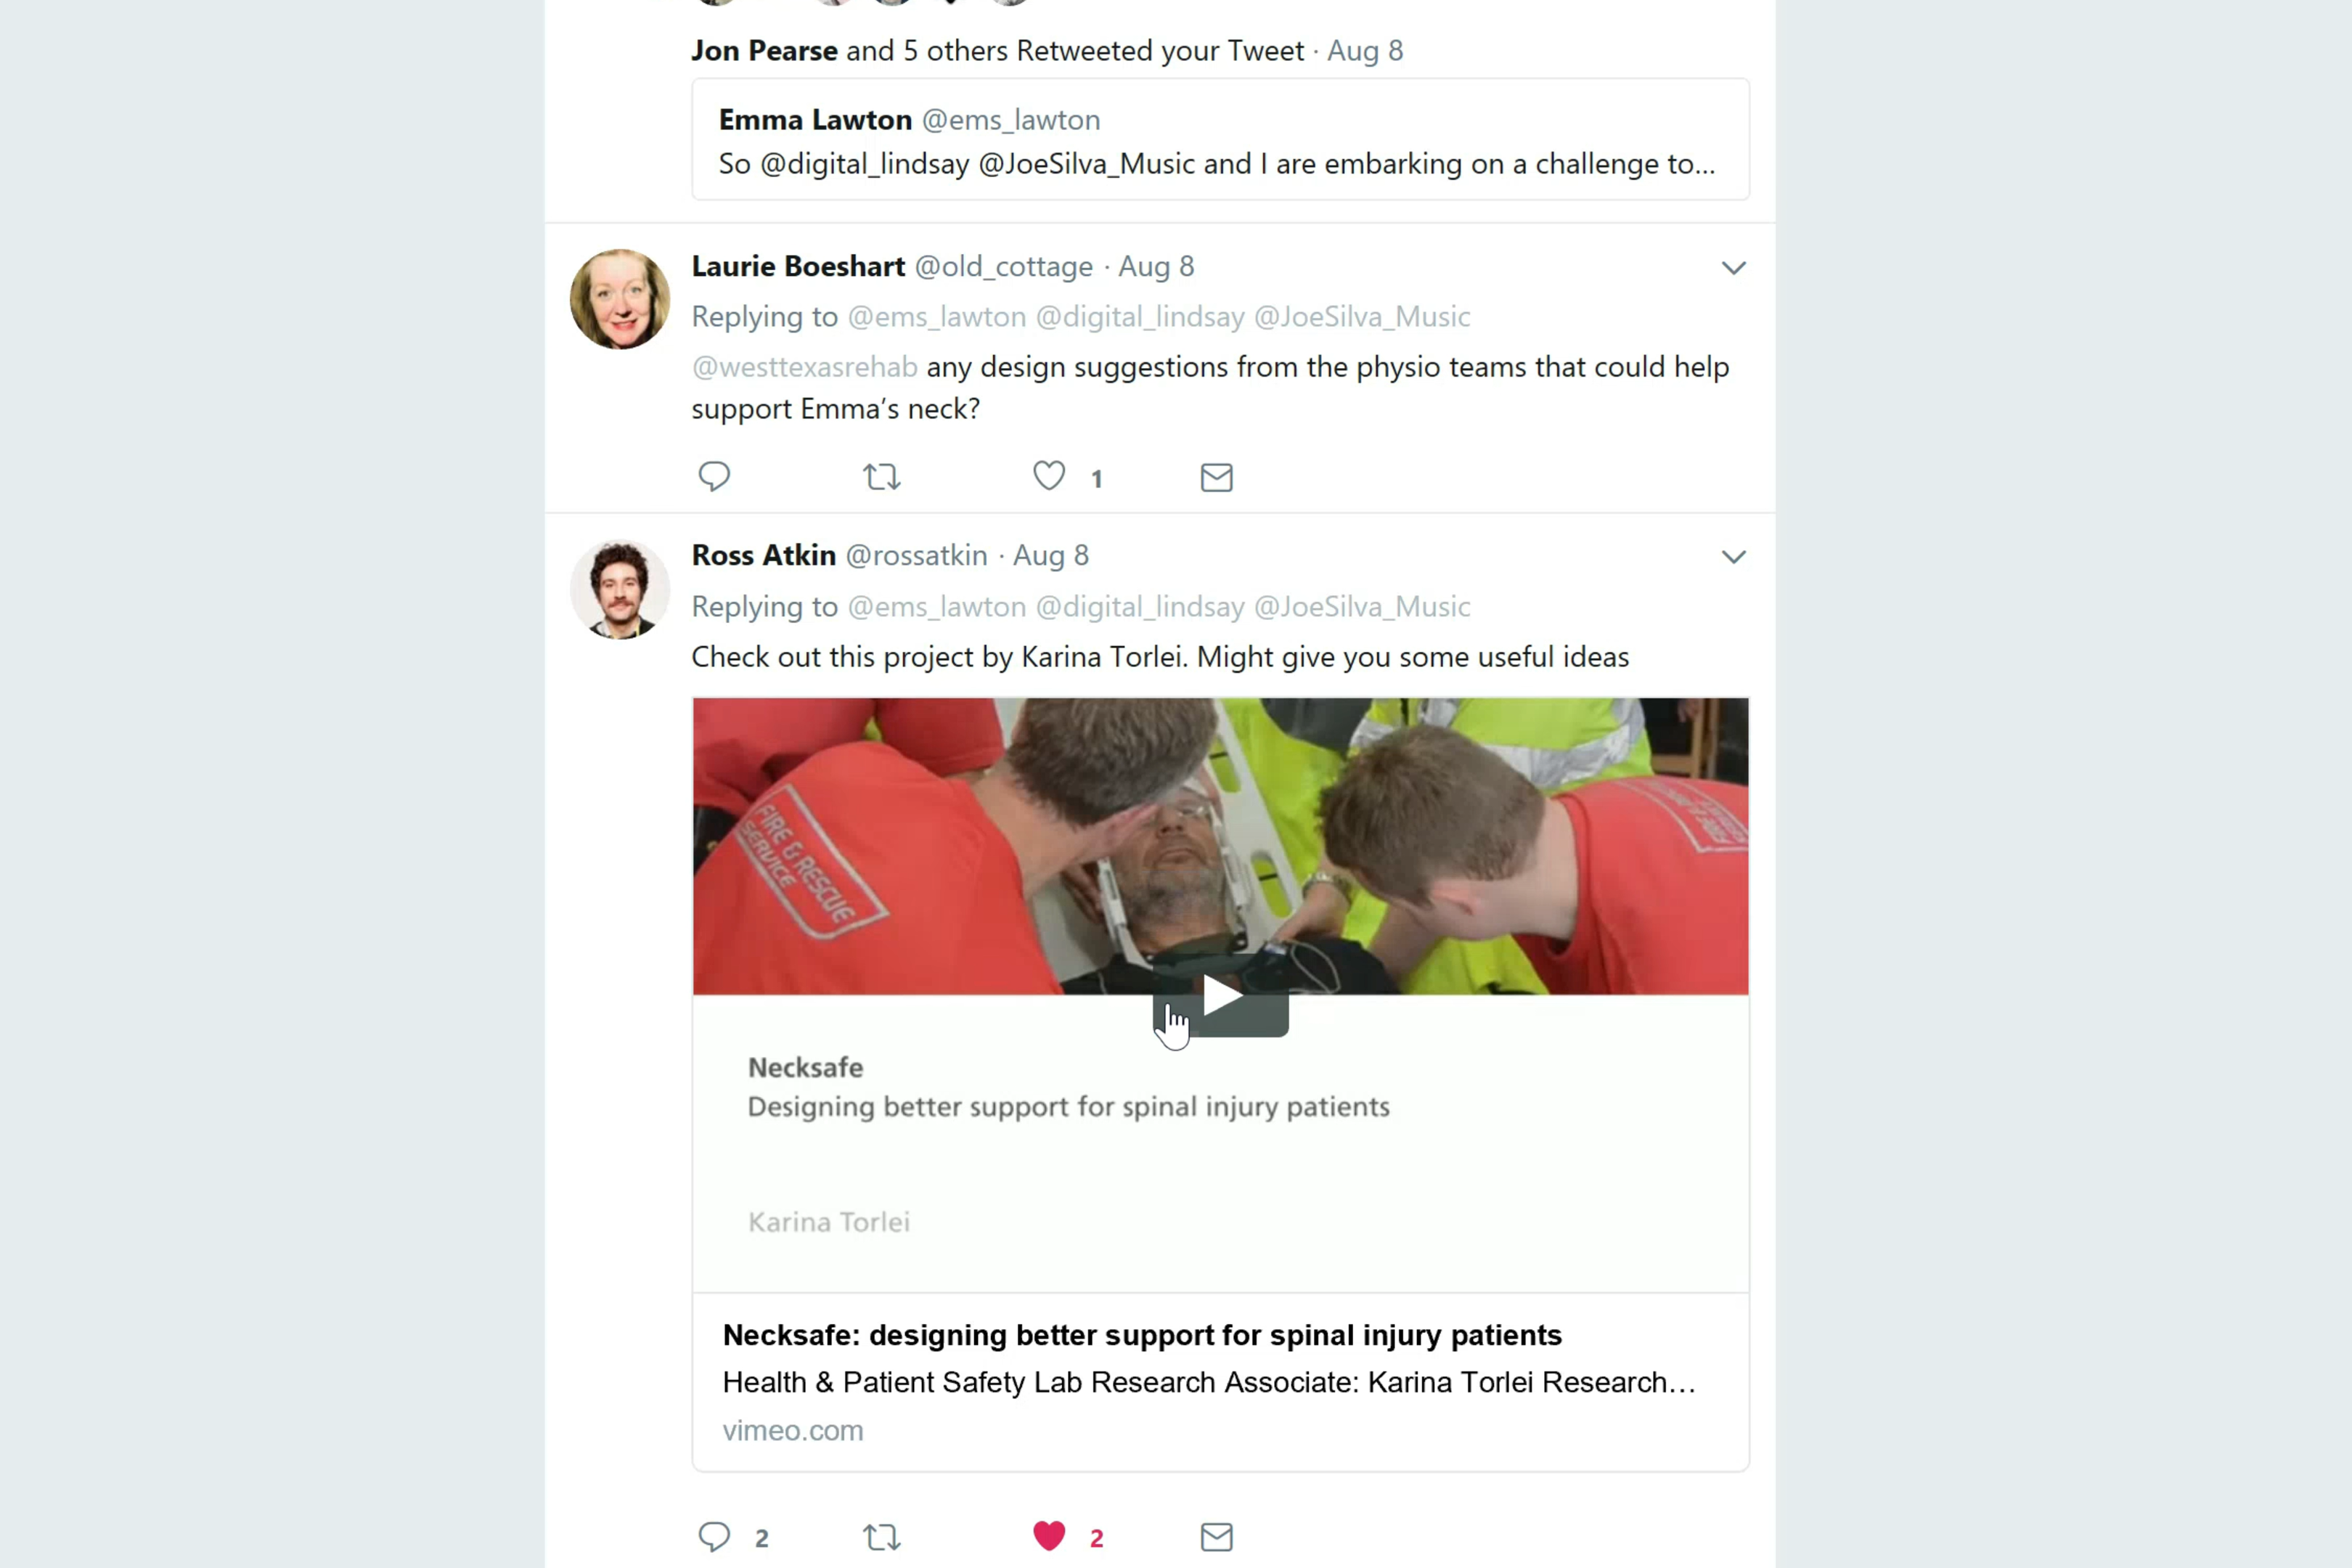 Jon Pearse and 5 others Retweeted your Tweet · Aug 8
Emma Lawton @ems_lawton
So @digital_lindsay @JoeSilva_Music and I are embarking on a challenge to...
Laurie Boeshart @old_cottage · Aug 8
Replying to @ems_lawton @digital_lindsay @JoeSilva_Music
@westtexasrehab any design suggestions from the physio teams that could help
support Emma's neck?
1
Ross Atkin @rossatkin · Aug 8
Replying to @ems_lawton @digital_lindsay @JoeSilva_Music
Check out this project by Karina Torlei. Might give you some useful ideas
FIRE & RESCUE
SERVICE
Necksafe
Designing better support for spinal injury patients
Karina Torlei
Necksafe: designing better support for spinal injury patients
Health & Patient Safety Lab Research Associate: Karina Torlei Research...
vimeo.com
2 2